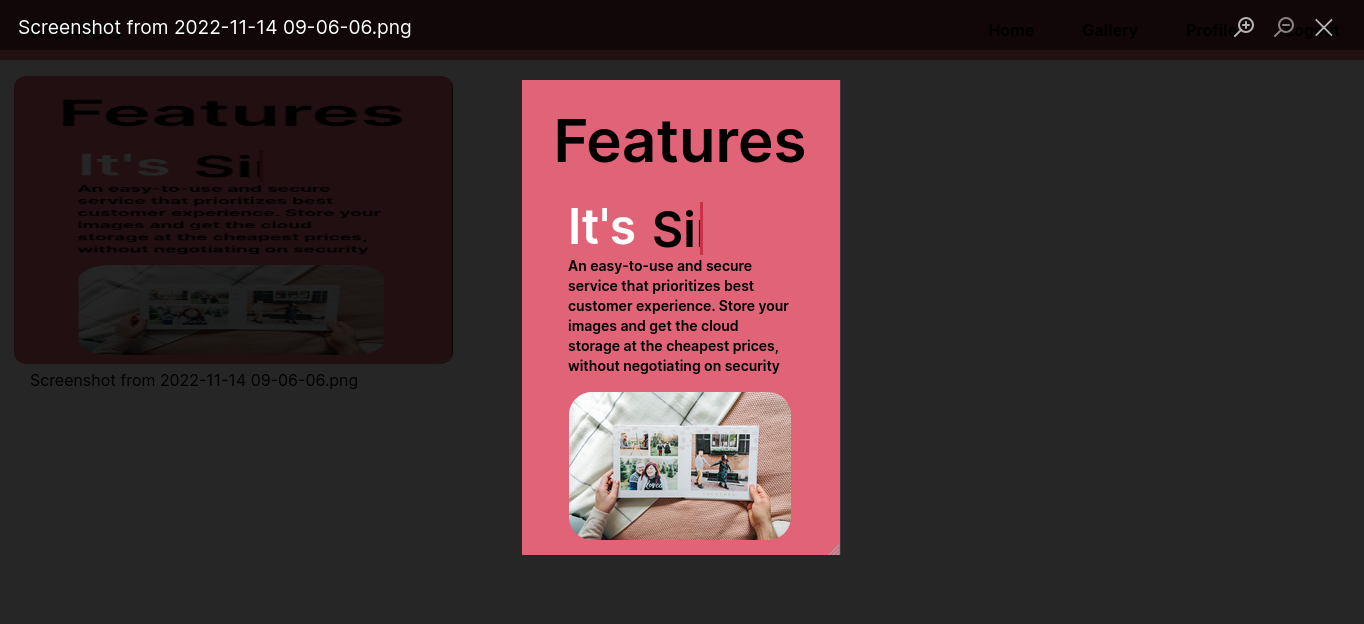 Screenshot from 2022-11-14 09-06-06.png
Home Gallery Profile
Features
It's Si
An easy-to-use and secure
service that prioritizes best
customer experience. Store your
images and get the cloud
storage at the cheapest prices,
without negotiating on security
Screenshot from 2022-11-14 09-06-06.png
Features
It's Si
An easy-to-use and secure
service that prioritizes best
customer experience. Store your
images and get the cloud
storage at the cheapest prices,
without negotiating on security